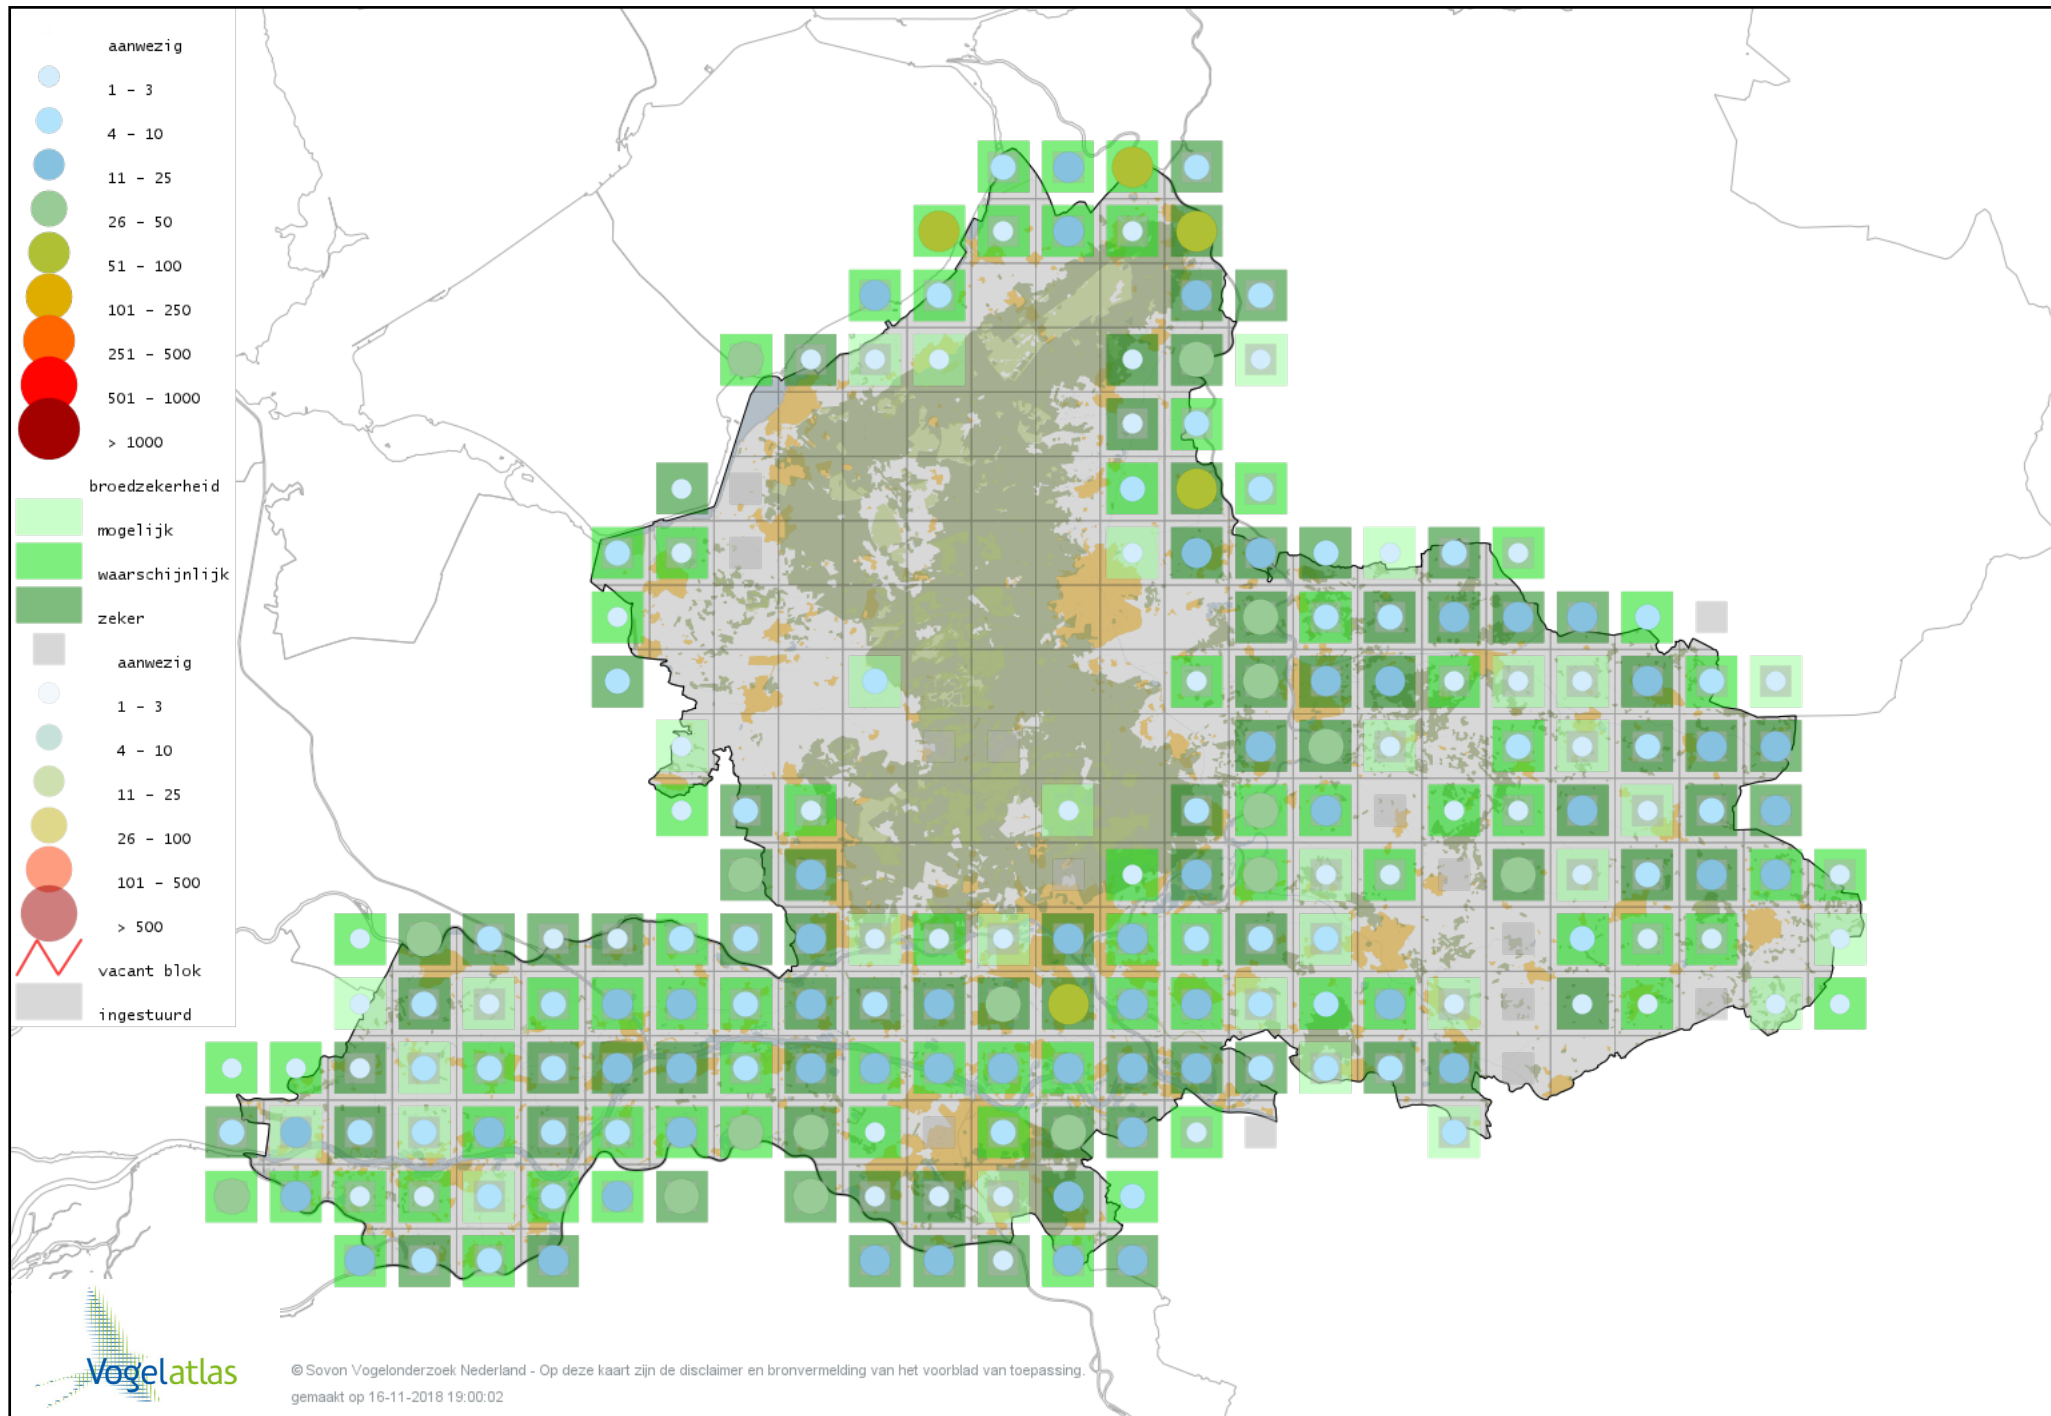 aanwezig
1 - 3
4 - 10
11 - 25
26 - 50
51 - 100
101 - 250
251 - 500
501 - 1000
> 1000
broedzekerheid
mogelijk
waarschijnlijk
zeker
aanwezig
1 - 3
4 - 10
11 - 25
26 - 100
101 - 500
> 500
vacant blok
ingestuurd
Vogelatlas
© Sovon Vogelonderzoek Nederland - Op deze kaart zijn de disclaimer en bronvermelding van het voorblad van toepassing.
gemaakt op 16-11-2018 19:00:02